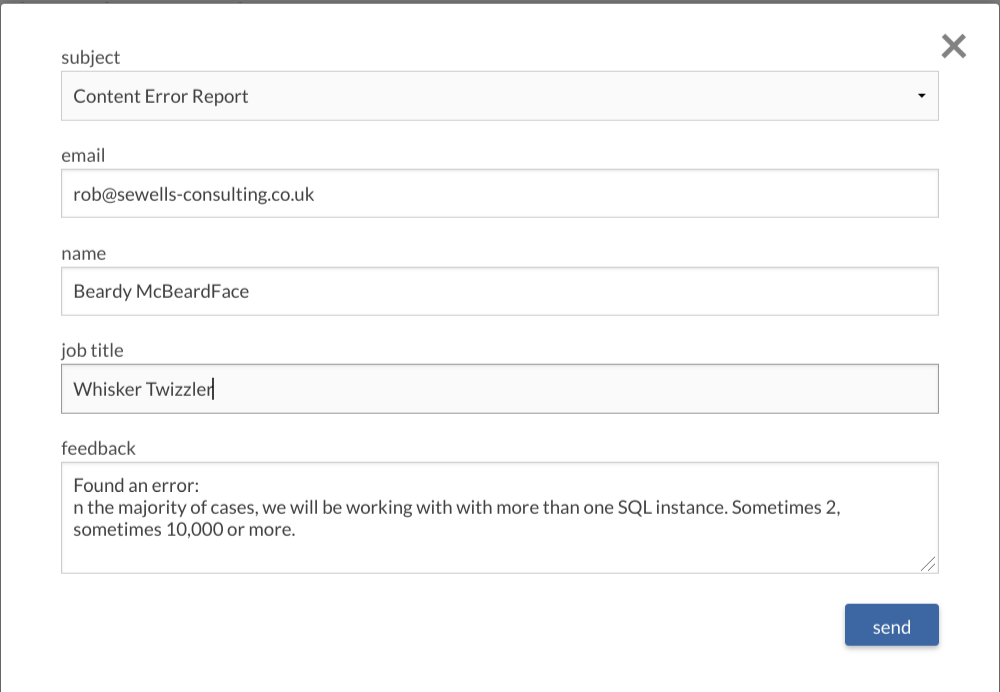 subject
Content Error Report
email
rob@sewells-consulting.co.uk
name
Beardy McBeardFace
job title
Whisker Twizzler
feedback
Found an error:
n the majority of cases, we will be working with with more than one SQL instance. Sometimes 2,
sometimes 10,000 or more.
send